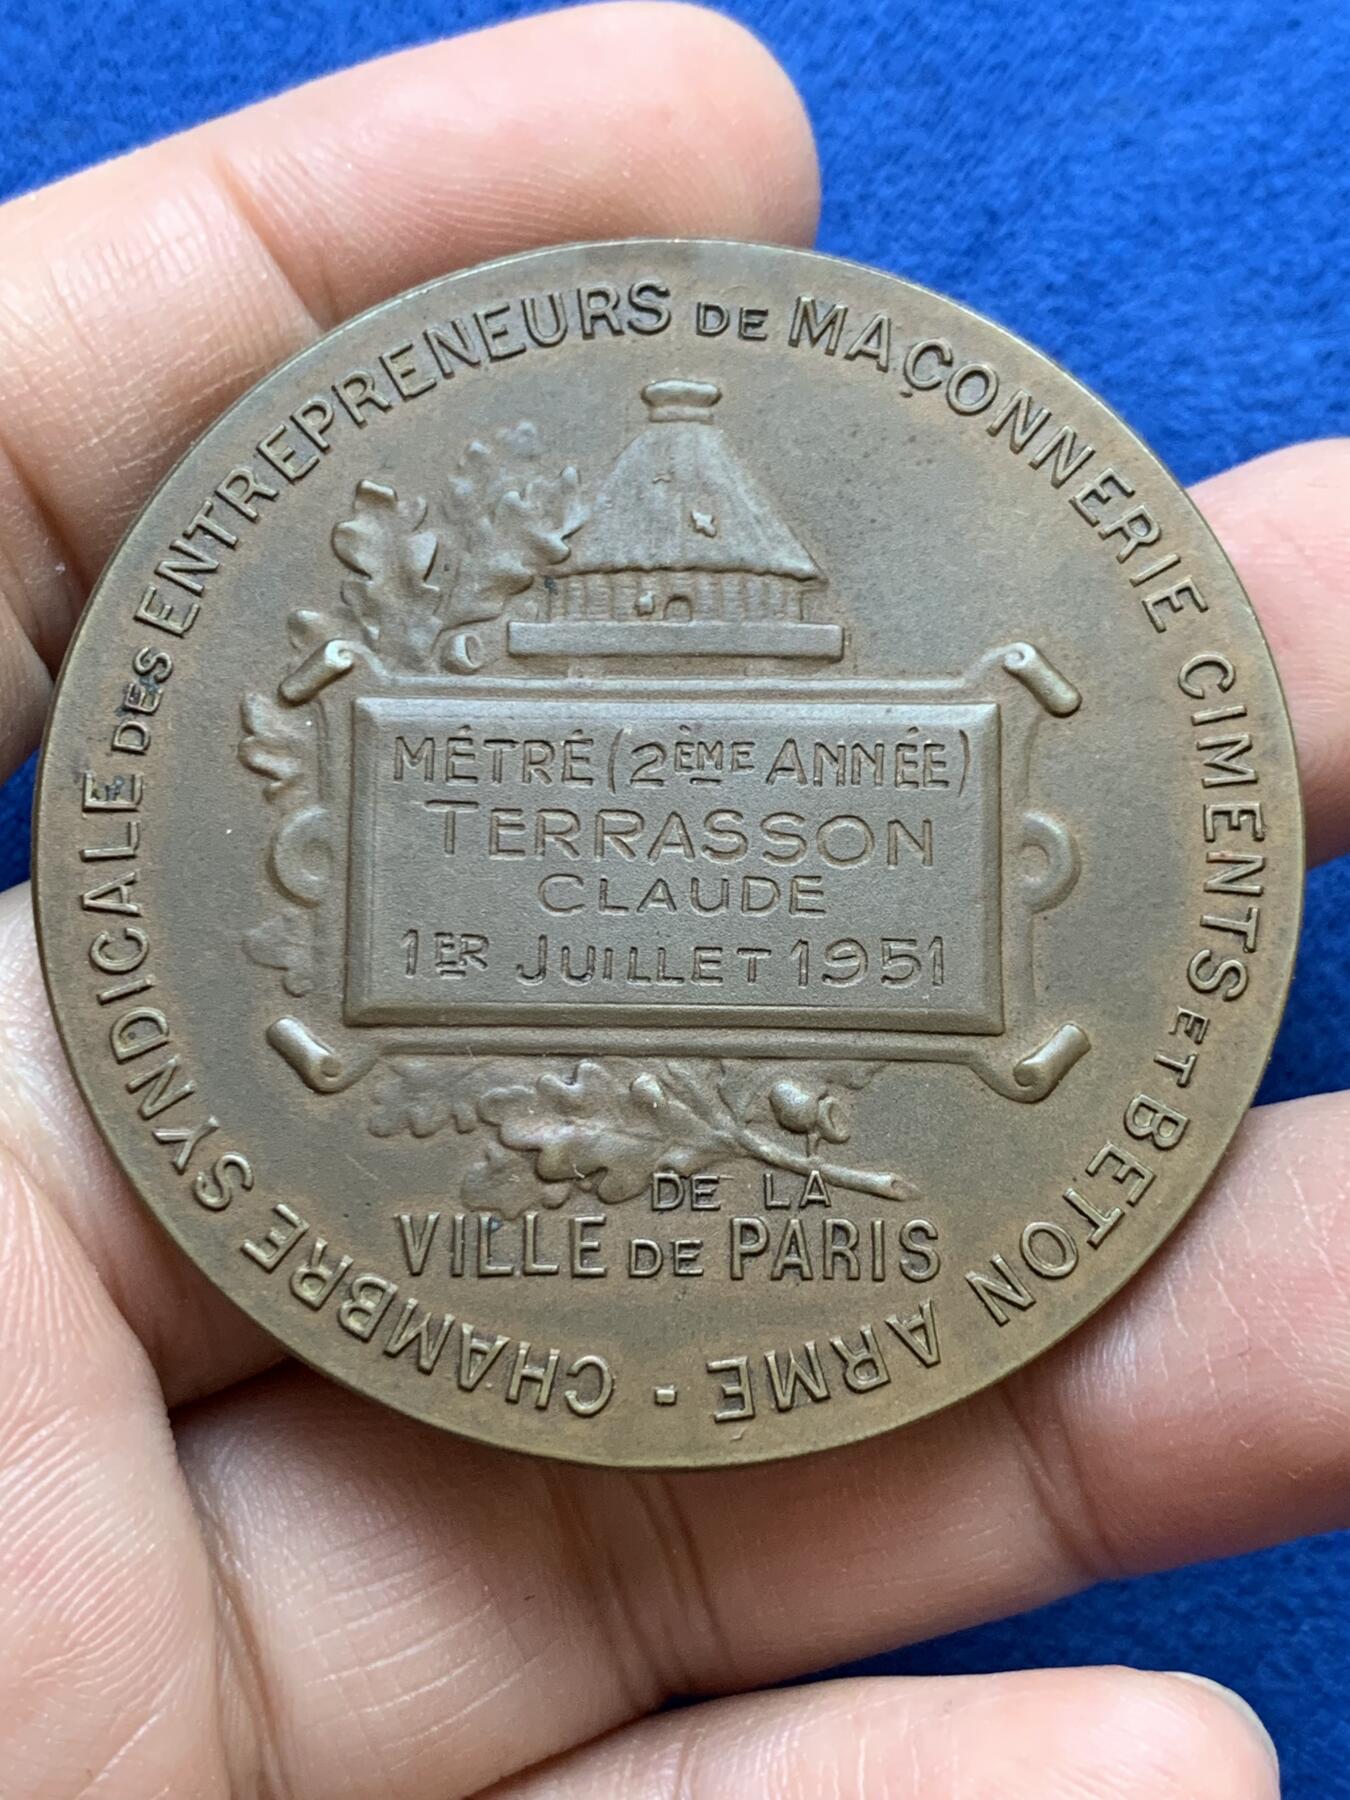 CHAMBRE SYNDICALE DES ENTREPRENEURS DE MAÇONNERIE CIMENTS ET BETON ARMÉ -
MÉTRÉ (2ÈME ANNÉE)
TERRASSON
CLAUDE
1ER JUILLET 1951
DE LA
VILLE DE PARIS